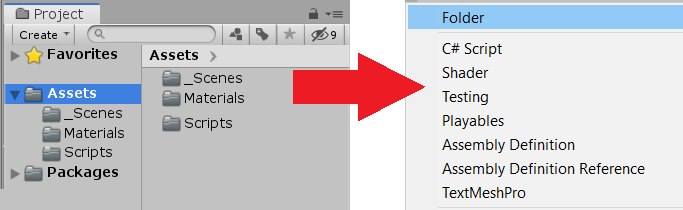 Project
Create
9
Favorites
Assets
_Scenes
Materials
Scripts
Packages
Assets
_Scenes
Materials
Scripts
Folder
C# Script
Shader
Testing
Playables
Assembly Definition
Assembly Definition Reference
TextMeshPro